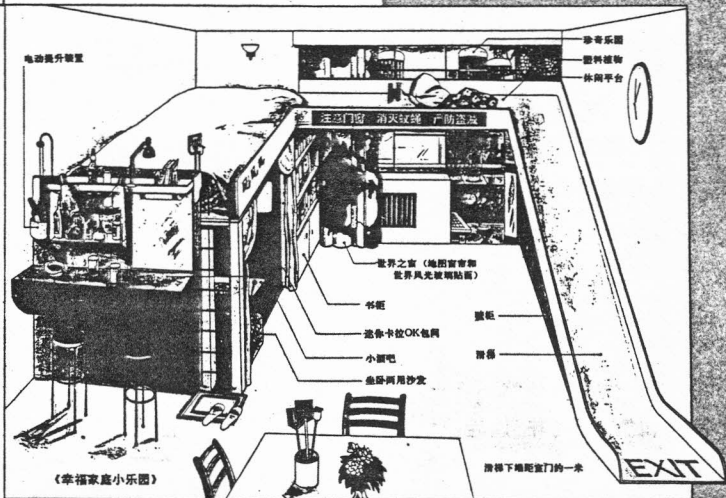 电动提升装置
珍奇乐园
塑料植物
休闲平台
注意门窗 消灭蚊蝇 严防盗贼
世界之窗（地图窗帘和
世界风光玻璃贴面）
书柜
迷你卡拉OK包间
小酒吧
坐卧两用沙发
壁柜
滑梯
滑梯下端距室门约一米
EXIT
《幸福家庭小乐园》